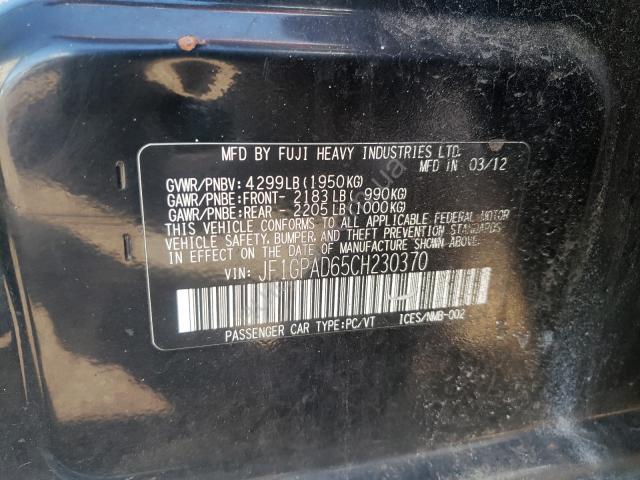 MFD BY FUJI HEAVY INDUSTRIES LTD.
MFD IN 03/12
GVWR/PNBV: 4299LB(1950KG)
GAWR/PNBE:FRONT- 2183LB( 990KG)
GAWR/PNBE:REAR - 2205LB(1000KG)
THIS VEHICLE CONFORMS TO ALL APPLICABLE FEDERAL MOTOR
VEHICLE SAFETY, BUMPER, AND THEFT PREVENTION STANDARDS
IN EFFECT ON THE DATE OF MANUFACTURE SHOWN ABOVE.
VIN: JF1GPAD65CH230370
PASSENGER CAR TYPE:PC/VT ICES/NMB-002